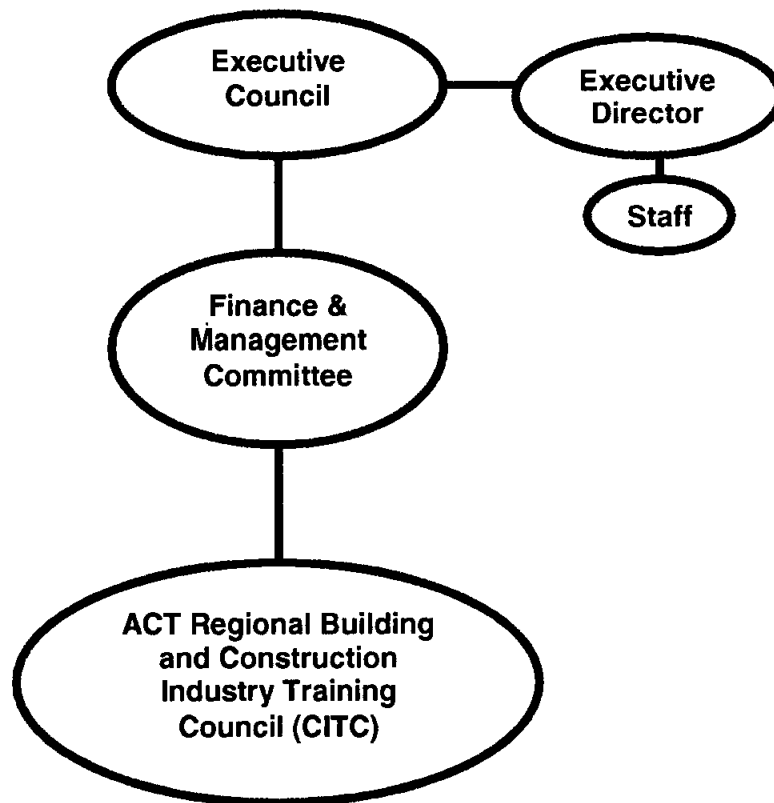 Executive
Council
Executive
Director
Staff
Finance &
Management
Committee
ACT Regional Building
and Construction
Industry Training
Council (CITC)